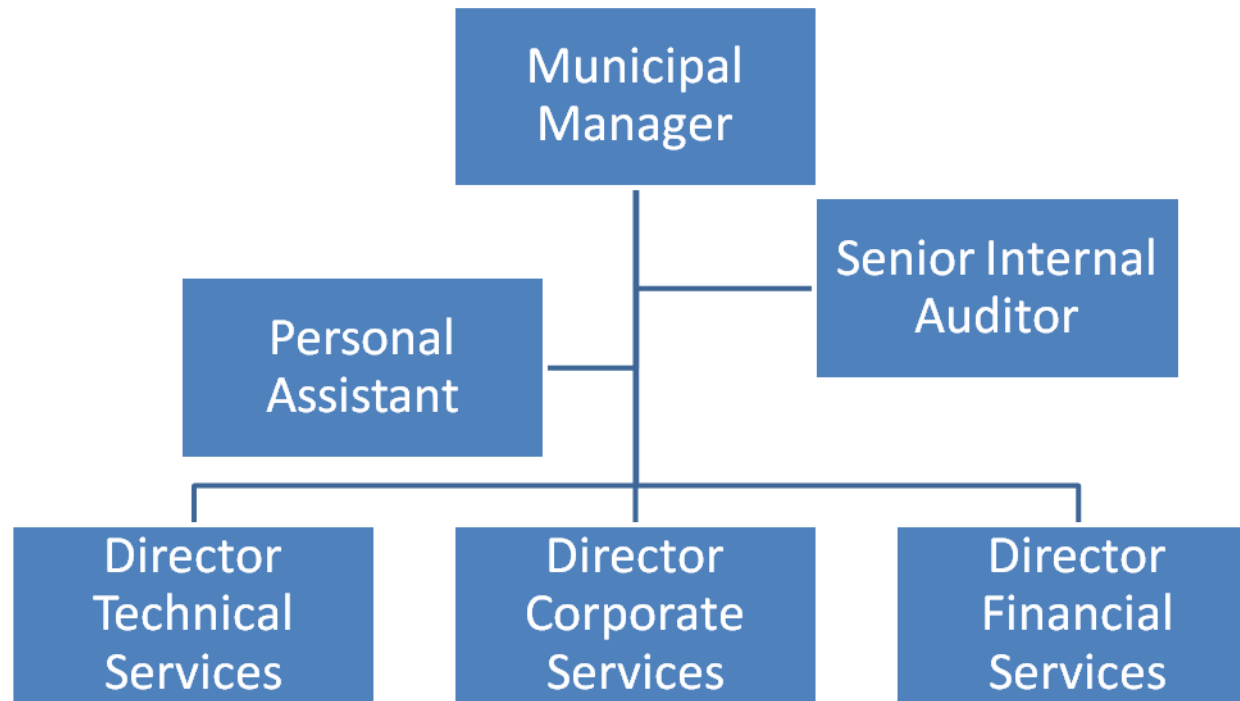 Municipal
Manager
Senior Internal
Auditor
Personal
Assistant
Director
Technical
Services
Director
Corporate
Services
Director
Financial
Services